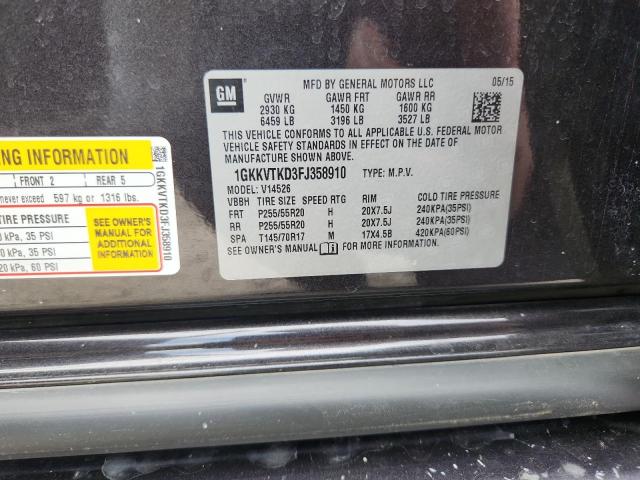 GM
MFD BY GENERAL MOTORS LLC 05/15
GVWR GAWR FRT GAWR RR
2930 KG 1450 KG 1600 KG
6459 LB 3196 LB 3527 LB
THIS VEHICLE CONFORMS TO ALL APPLICABLE U.S. FEDERAL MOTOR
VEHICLE SAFETY STANDARDS IN EFFECT ON THE DATE OF
MANUFACTURE SHOWN ABOVE.
1GKKVTKD3FJ358910 TYPE: M.P.V.
MODEL: V14526
VBBH TIRE SIZE SPEED RTG RIM COLD TIRE PRESSURE
FRT P255/55R20 H 20X7.5J 240KPA(35PSI)
RR P255/55R20 H 20X7.5J 240KPA(35PSI)
SPA T145/70R17 M 17X4.5B 420KPA(60PSI)
SEE OWNER'S MANUAL FOR MORE INFORMATION.
NG INFORMATION
FRONT 2 REAR 5
never exceed 597 kg or 1316 lbs.
TIRE PRESSURE
kPa, 35 PSI
kPa, 35 PSI
20 kPa, 60 PSI
SEE OWNER'S
MANUAL FOR
ADDITIONAL
INFORMATION
1GKKVTKD3FJ358910